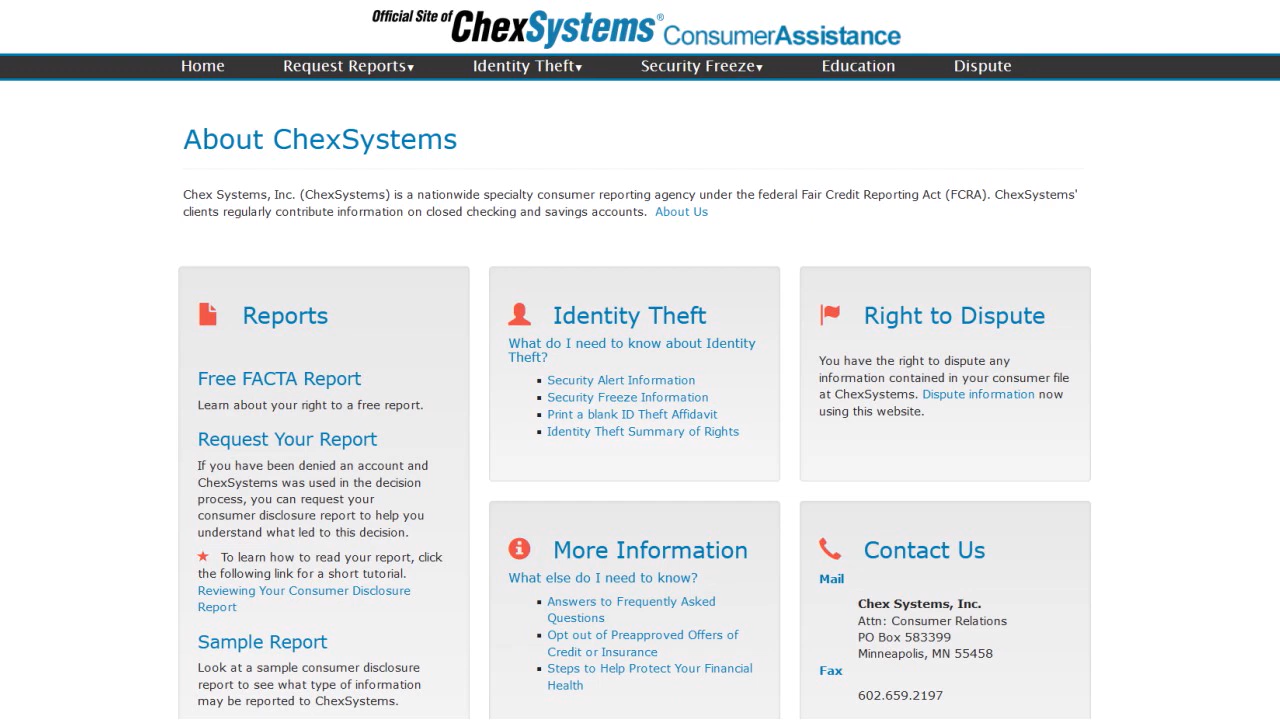 Official Site of ChexSystems® ConsumerAssistance
Home Request Reports▾ Identity Theft▾ Security Freeze▾ Education Dispute
About ChexSystems
Chex Systems, Inc. (ChexSystems) is a nationwide specialty consumer reporting agency under the federal Fair Credit Reporting Act (FCRA). ChexSystems'
clients regularly contribute information on closed checking and savings accounts. About Us
Reports
Free FACTA Report
Learn about your right to a free report.
Request Your Report
If you have been denied an account and
ChexSystems was used in the decision
process, you can request your
consumer disclosure report to help you
understand what led to this decision.
To learn how to read your report, click
the following link for a short tutorial.
Reviewing Your Consumer Disclosure
Report
Sample Report
Look at a sample consumer disclosure
report to see what type of information
may be reported to ChexSystems.
Identity Theft
What do I need to know about Identity
Theft?
Security Alert Information
Security Freeze Information
Print a blank ID Theft Affidavit
Identity Theft Summary of Rights
Right to Dispute
You have the right to dispute any
information contained in your consumer file
at ChexSystems. Dispute information now
using this website.
More Information
What else do I need to know?
Answers to Frequently Asked
Questions
Opt out of Preapproved Offers of
Credit or Insurance
Steps to Help Protect Your Financial
Health
Contact Us
Mail
Chex Systems, Inc.
Attn: Consumer Relations
PO Box 583399
Minneapolis, MN 55458
Fax
602.659.2197